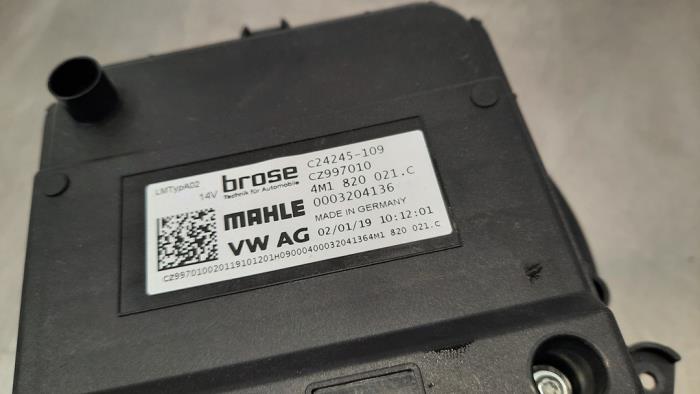 LMTypA02
14V
brose
Technik für Automobile
MAHLE
VW AG
C24245-109
CZ997010
4M1 820 021.C
0003204136
MADE IN GERMANY
02/01/19 10:12:01
CZ99701002011910120​1H09000400032041364M1 820 021.C